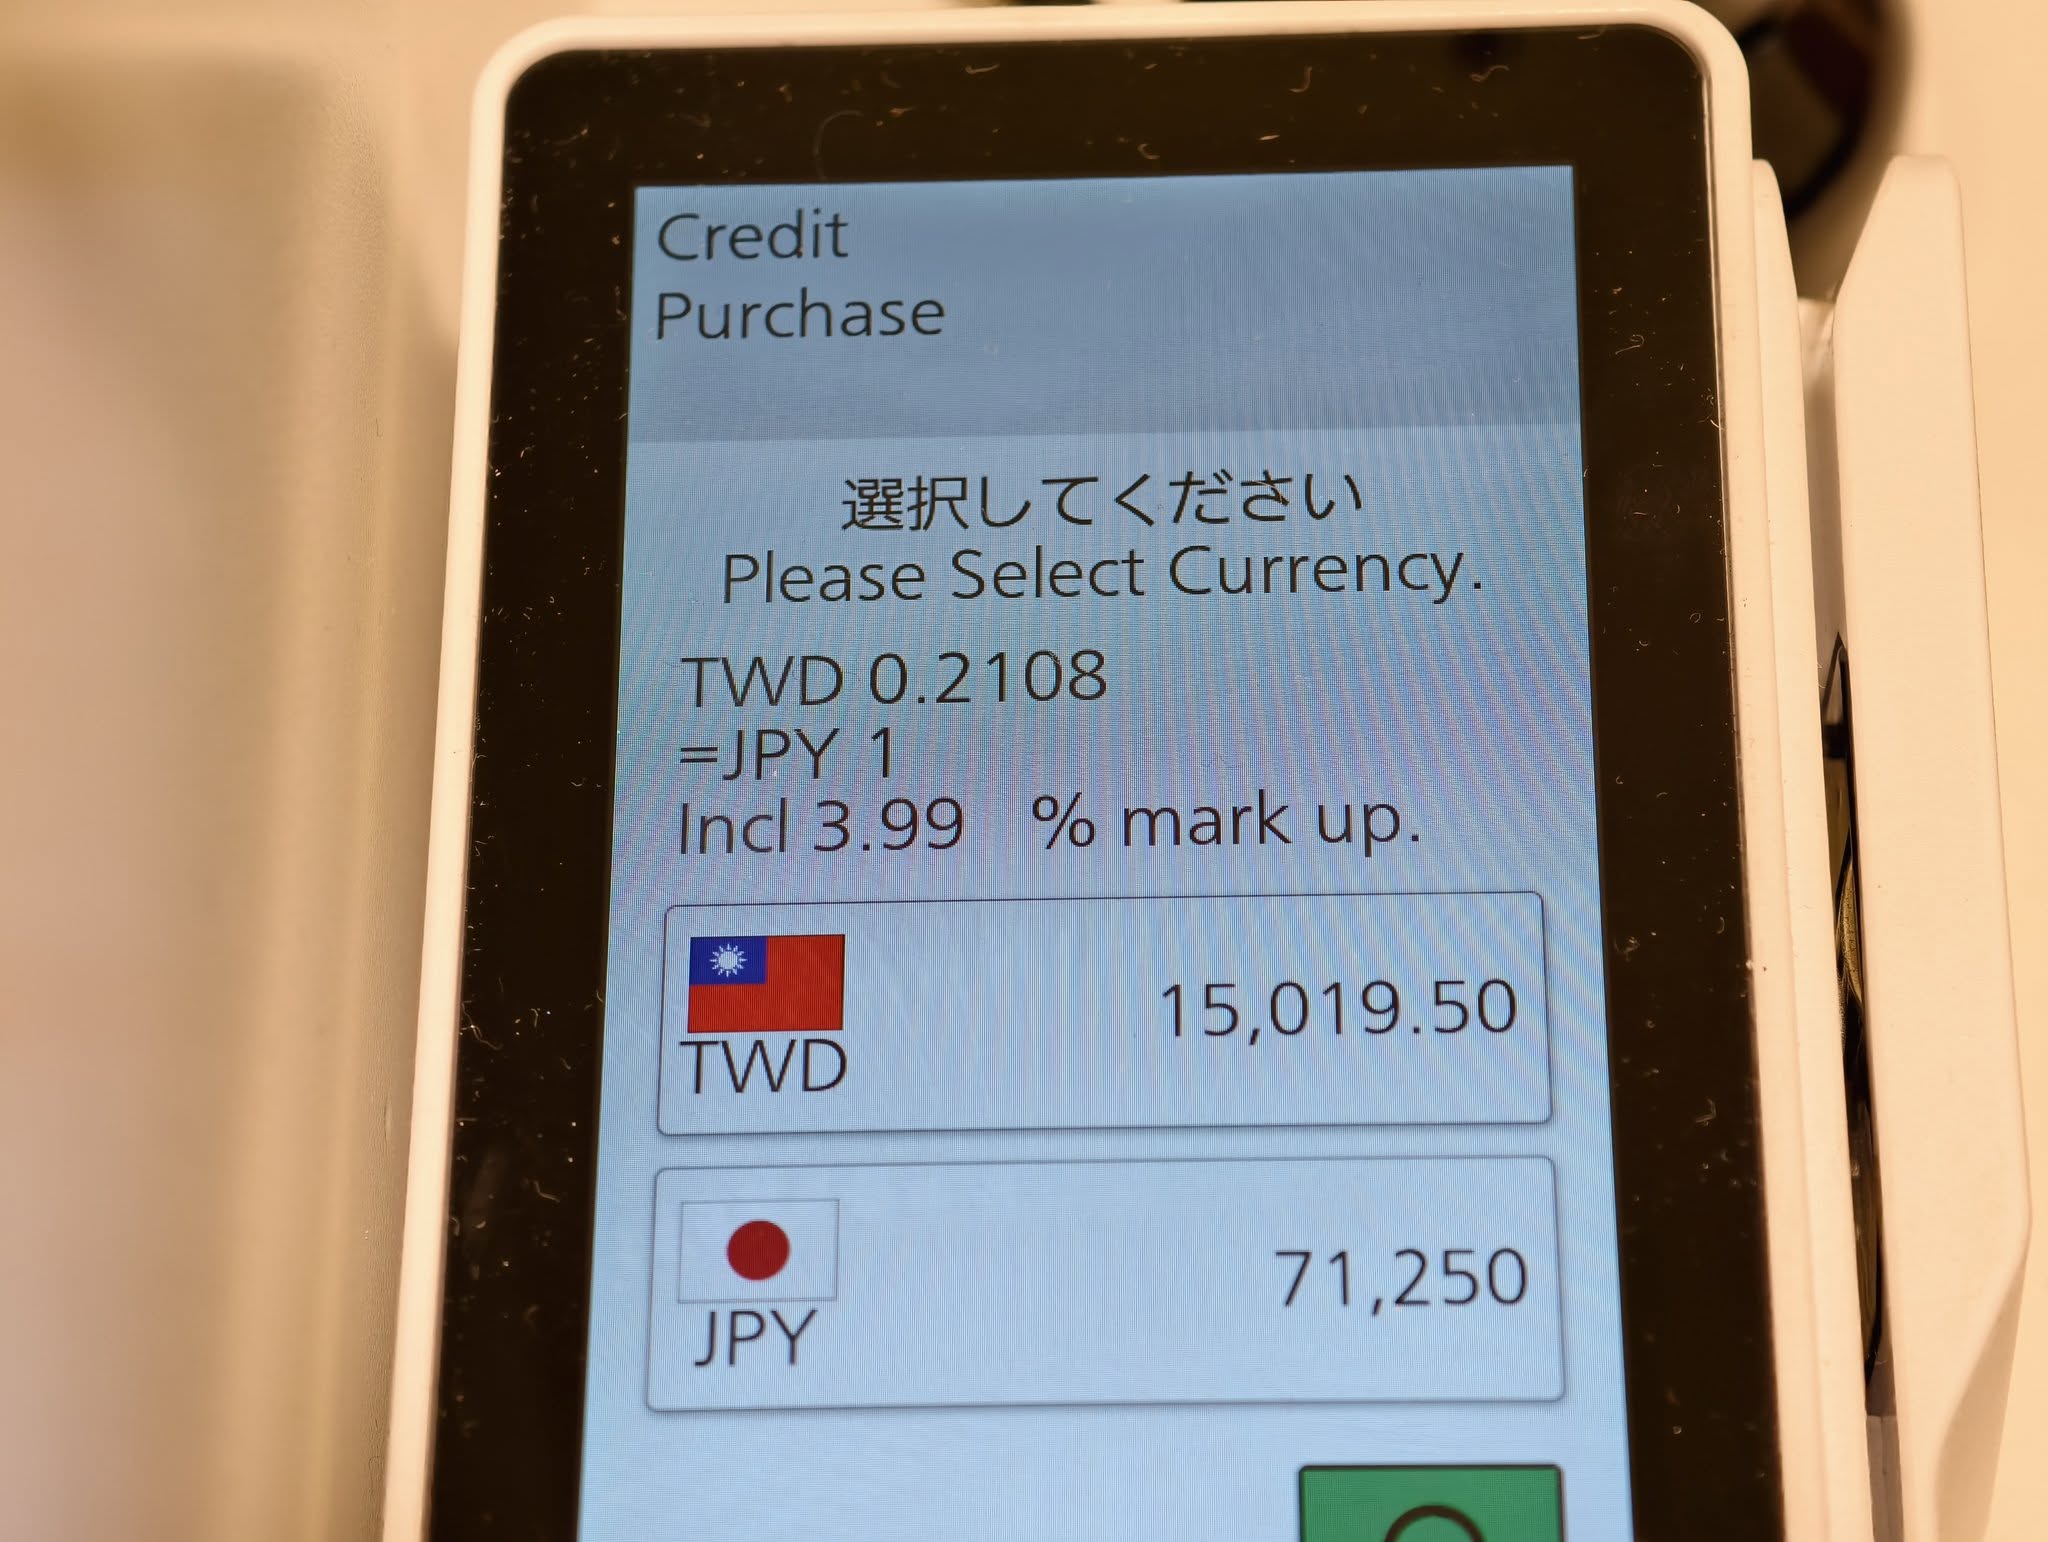 Credit
Purchase
選択してください
Please Select Currency.
TWD 0.2108
=JPY 1
Incl 3.99 % mark up.
15,019.50
TWD
71,250
JPY